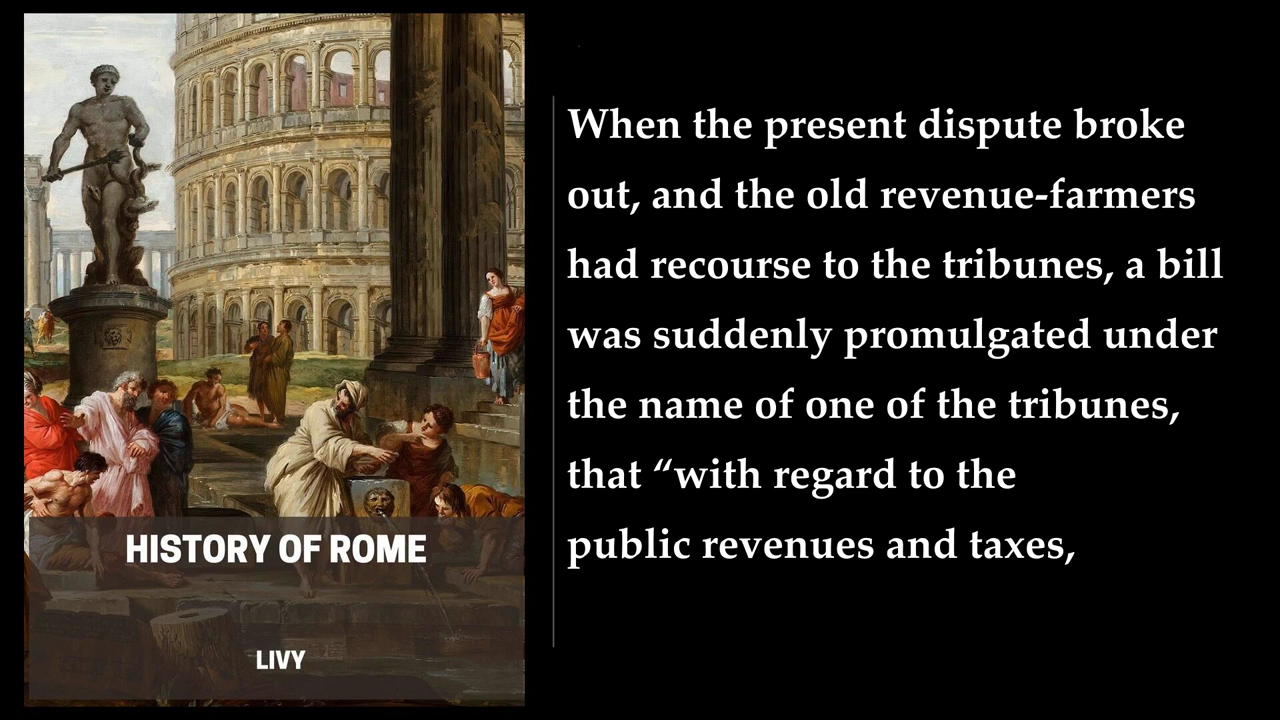 When the present dispute broke
out, and the old revenue-farmers
had recourse to the tribunes, a bill
was suddenly promulgated under
the name of one of the tribunes,
that “with regard to the
public revenues and taxes,
HISTORY OF ROME
LIVY